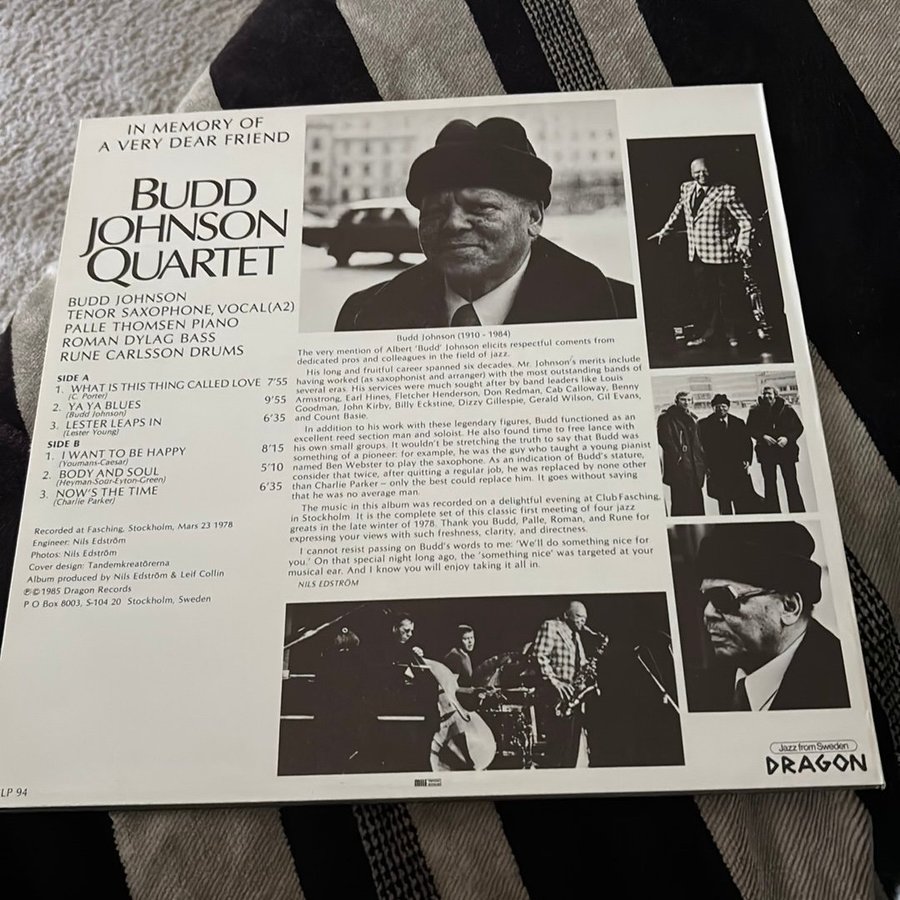 IN MEMORY OF
A VERY DEAR FRIEND
BUDD
JOHNSON
QUARTET
BUDD JOHNSON
TENOR SAXOPHONE, VOCAL (A2)
PALLE THOMSEN PIANO
ROMAN DYLAG BASS
RUNE CARLSSON DRUMS
SIDE A
1. WHAT IS THIS THING CALLED LOVE 7'55
(C. Porter)
2. YA YA BLUES 9'55
(Budd Johnson)
3. LESTER LEAPS IN 6'35
(Lester Young)
SIDE B
1. I WANT TO BE HAPPY 8'15
(Youmans-Caesar)
2. BODY AND SOUL 5'10
(Heyman-Sour-Eyton-Green)
3. NOW'S THE TIME 6'35
(Charlie Parker)
Recorded at Fasching, Stockholm, Mars 23 1978
Engineer: Nils Edström
Photos: Nils Edström
Cover design: Tandemkreatörerna
Album produced by Nils Edström & Leif Collin
℗©1985 Dragon Records
P O Box 8003, S-104 20 Stockholm, Sweden
Budd Johnson (1910 - 1984)
The very mention of Albert 'Budd' Johnson elicits respectful coments from
dedicated pros and colleagues in the field of jazz.
His long and fruitful career spanned six decades. Mr. Johnson's merits include
having worked (as saxophonist and arranger) with the most outstanding bands of
several eras. His services were much sought after by band leaders like Louis
Armstrong, Earl Hines, Fletcher Henderson, Don Redman, Cab Calloway, Benny
Goodman, John Kirby, Billy Eckstine, Dizzy Gillespie, Gerald Wilson, Gil Evans,
and Count Basie.
In addition to his work with these legendary figures, Budd functioned as an
excellent reed section man and soloist. He also found time to free lance with
his own small groups. It wouldn't be stretching the truth to say that Budd was
something of a pioneer: for example, he was the guy who taught a young pianist
named Ben Webster to play the saxophone. As an indication of Budd's stature,
consider that twice, after quitting a regular job, he was replaced by none other
than Charlie Parker – only the best could replace him. It goes without saying
that he was no average man.
The music in this album was recorded on a delightful evening at Club Fasching,
in Stockholm. It is the complete set of this classic first meeting of four jazz
greats in the late winter of 1978. Thank you Budd, Palle, Roman, and Rune for
expressing your views with such freshness, clarity, and directness.
I cannot resist passing on Budd's words to me: 'We'll do something nice for
you.' On that special night long ago, the 'something nice' was targeted at your
musical ear. And I know you will enjoy taking it all in.
NILS EDSTRÖM
Jazz from Sweden
DRAGON
LP 94